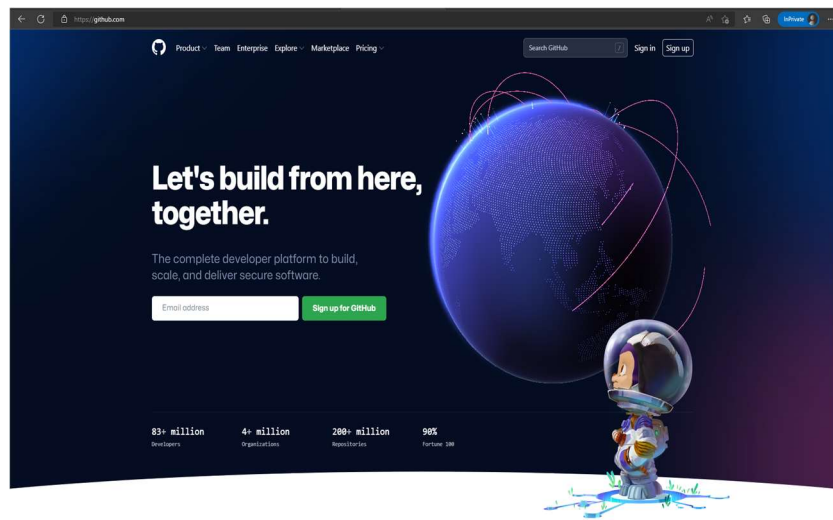 https://github.com
InPrivate
Product Team Enterprise Explore Marketplace Pricing
Search GitHub /
Sign in
Sign up
Let's build from here,
together.
The complete developer platform to build,
scale, and deliver secure software.
Email address
Sign up for GitHub
83+ million
Developers
4+ million
Organizations
200+ million
Repositories
90%
Fortune 100